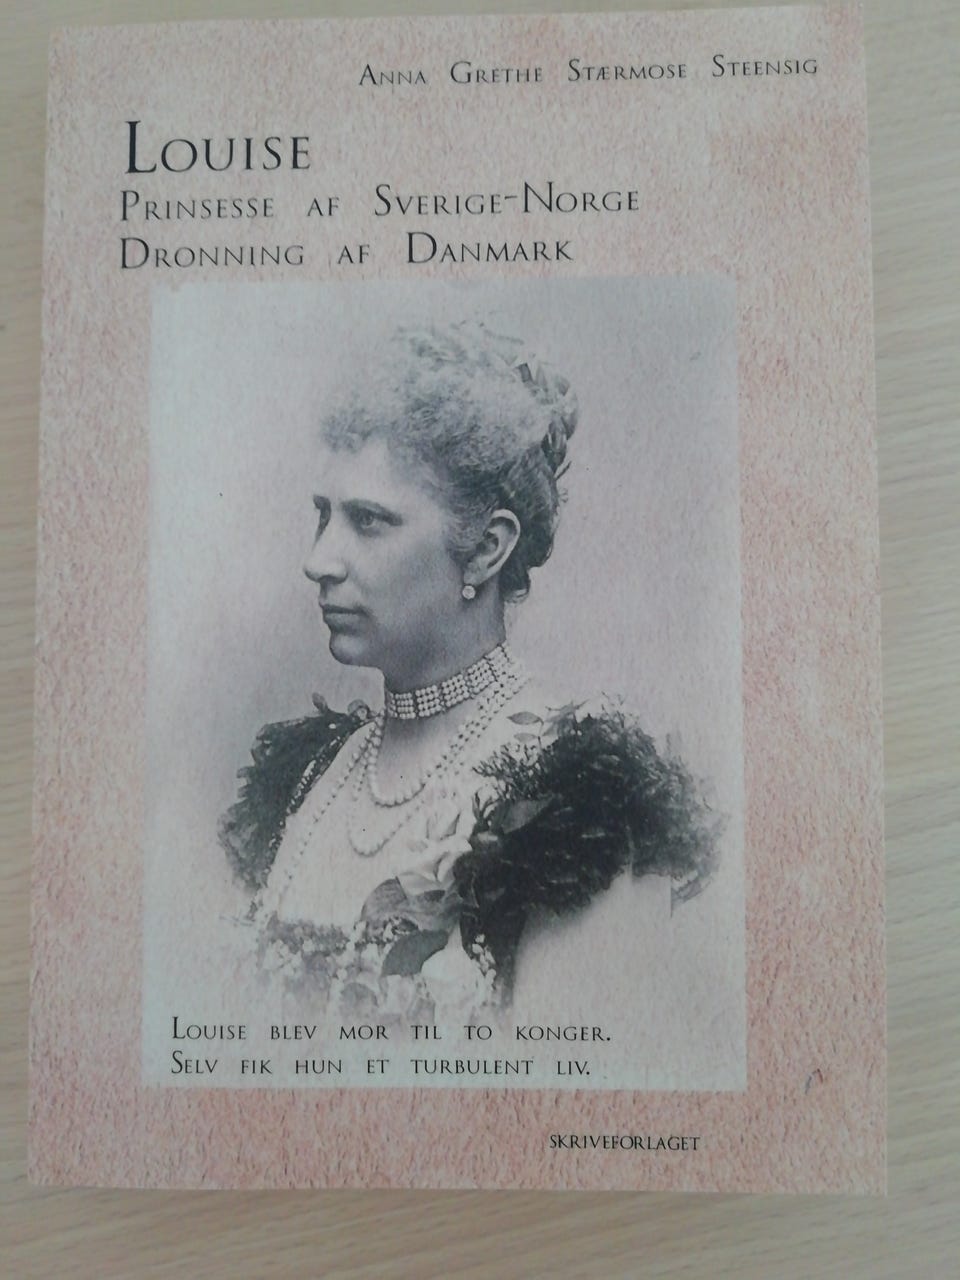 Anna Grethe Stærmose Steensig
Louise
Prinsesse af Sverige-Norge
Dronning af Danmark
Louise blev mor til to konger.
Selv fik hun et turbulent liv.
skriveforlaget